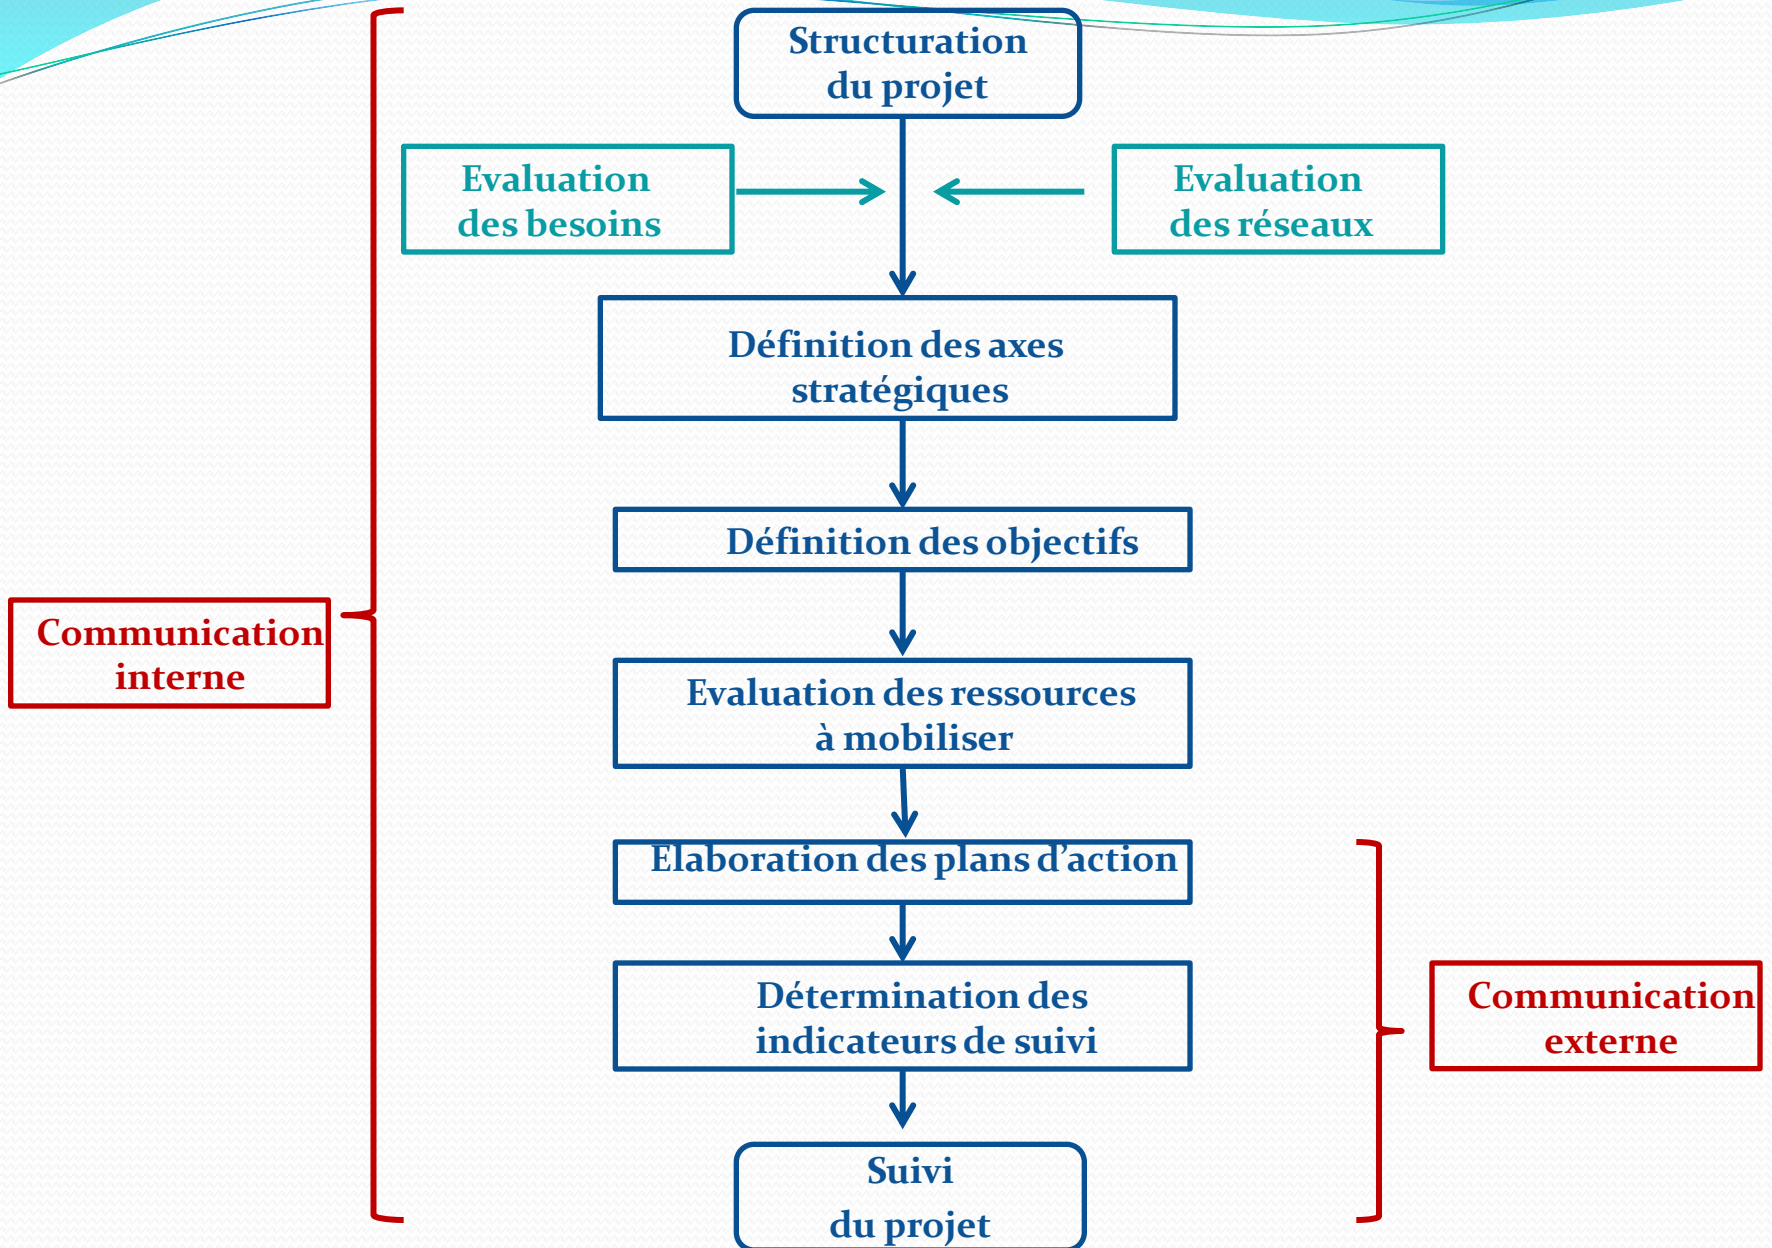 Structuration
du projet
Evaluation
des besoins
Evaluation
des réseaux
Définition des axes
stratégiques
Définition des objectifs
Communication
interne
Evaluation des ressources
à mobiliser
Elaboration des plans d’action
Détermination des
indicateurs de suivi
Communication
externe
Suivi
du projet